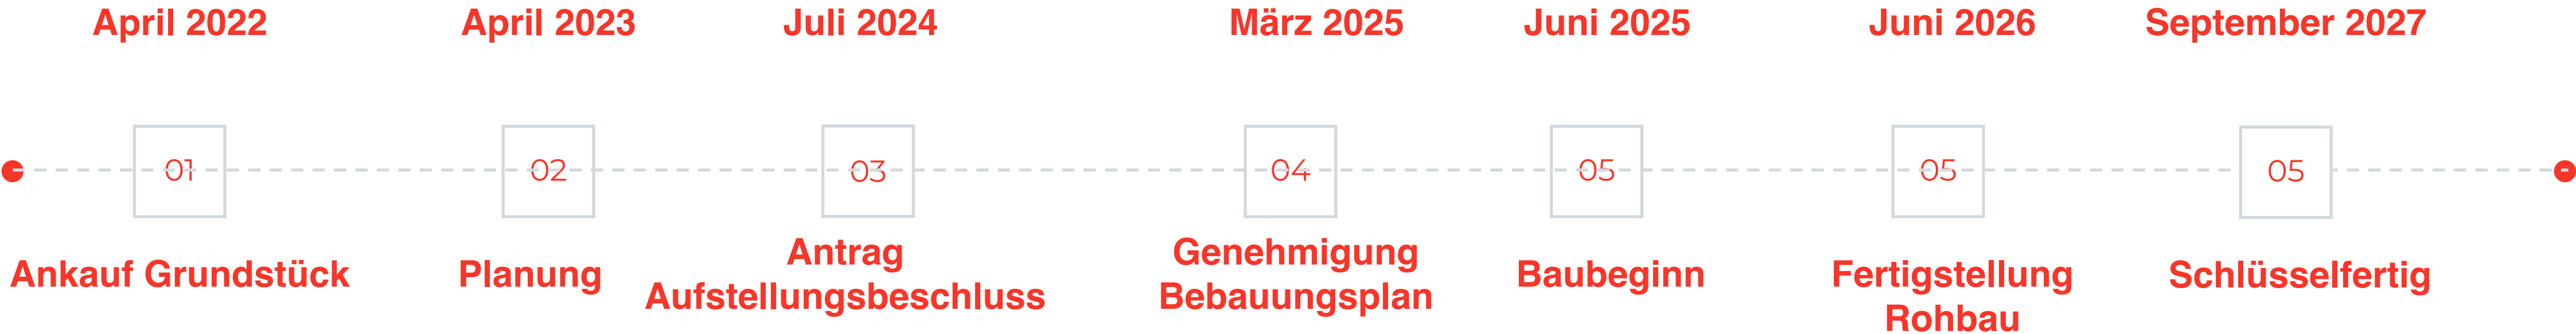 April 2022
April 2023
Juli 2024
März 2025
Juni 2025
Juni 2026
September 2027
01
02
03
04
05
05
05
Ankauf Grundstück
Planung
Antrag
Aufstellungsbeschluss
Genehmigung
Bebauungsplan
Baubeginn
Fertigstellung
Rohbau
Schlüsselfertig